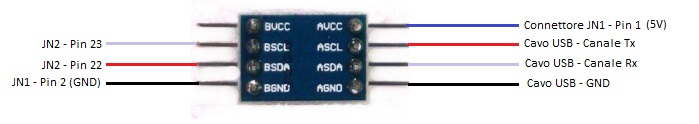 BVCC AVCC Connettore JN1 - Pin 1 (5V)
JN2 - Pin 23 BSCL ASCL Cavo USB - Canale Tx
JN2 - Pin 22 BSDA ASDA Cavo USB - Canale Rx
JN1 - Pin 2 (GND) BGND AGND Cavo USB - GND